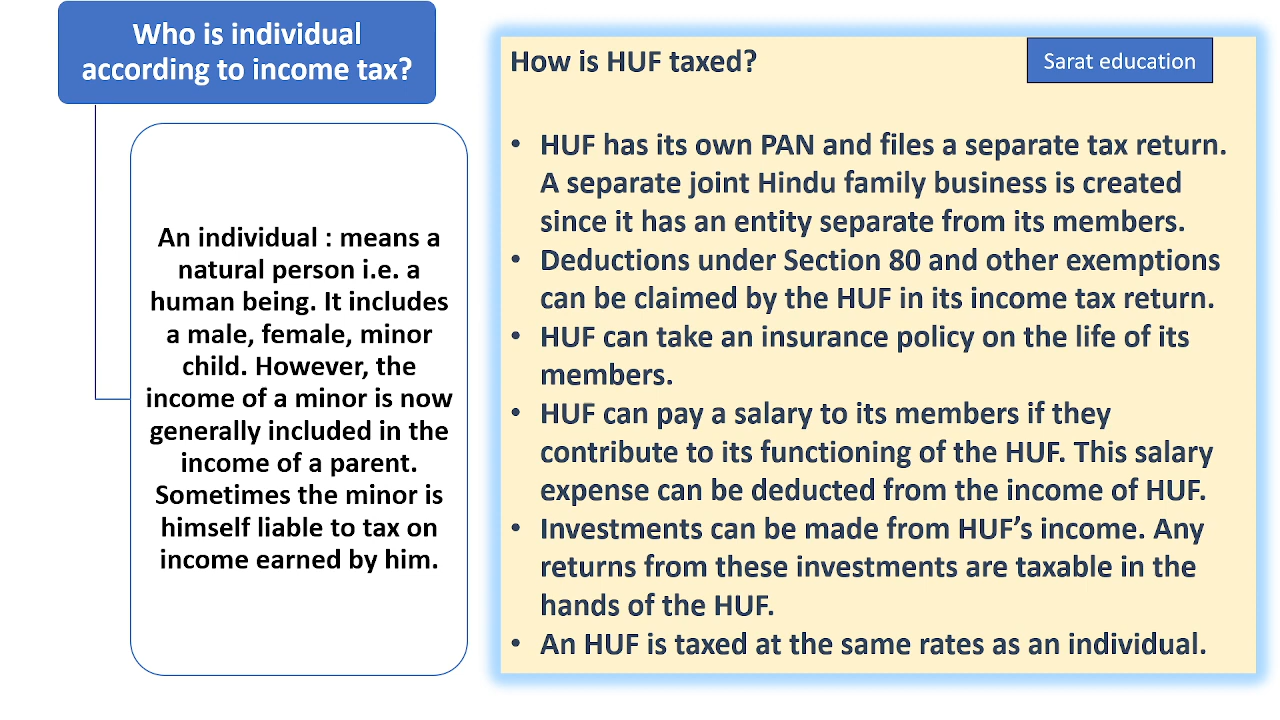 Who is individual
according to income tax?
An individual : means a
natural person i.e. a
human being. It includes
a male, female, minor
child. However, the
income of a minor is now
generally included in the
income of a parent.
Sometimes the minor is
himself liable to tax on
income earned by him.
How is HUF taxed?
Sarat education
• HUF has its own PAN and files a separate tax return.
A separate joint Hindu family business is created
since it has an entity separate from its members.
• Deductions under Section 80 and other exemptions
can be claimed by the HUF in its income tax return.
• HUF can take an insurance policy on the life of its
members.
• HUF can pay a salary to its members if they
contribute to its functioning of the HUF. This salary
expense can be deducted from the income of HUF.
• Investments can be made from HUF’s income. Any
returns from these investments are taxable in the
hands of the HUF.
• An HUF is taxed at the same rates as an individual.